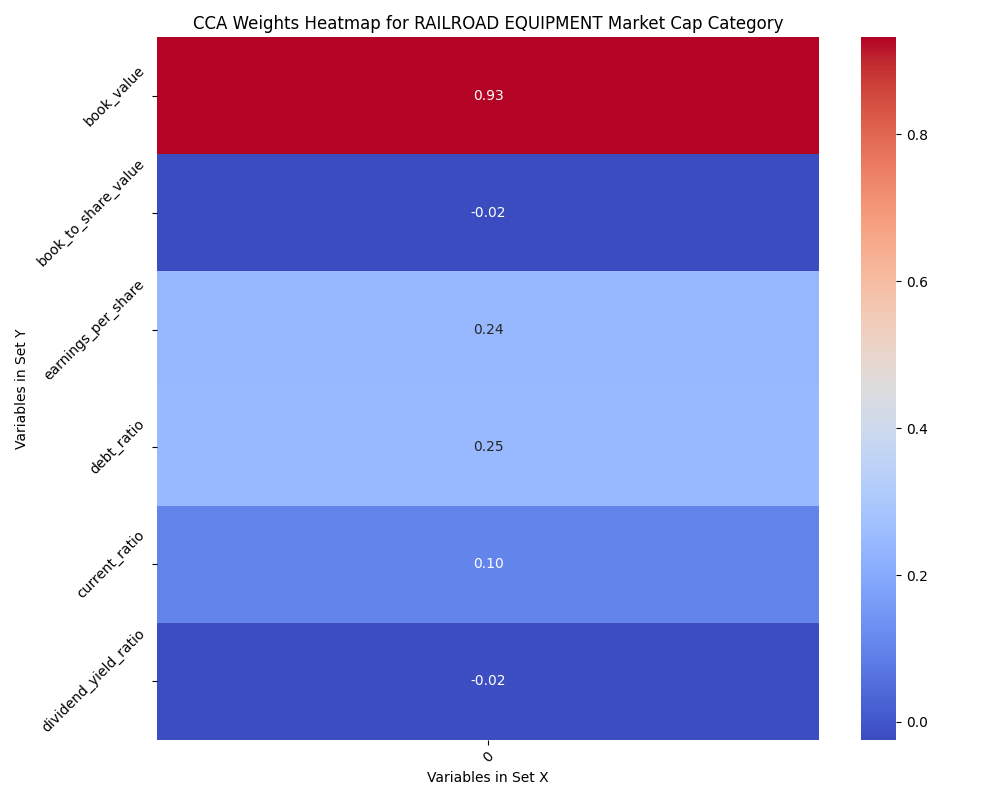 CCA Weights Heatmap for RAILROAD EQUIPMENT Market Cap Category
Variables in Set Y
book_value
0.93
book_to_share_value
-0.02
earnings_per_share
0.24
debt_ratio
0.25
current_ratio
0.10
dividend_yield_ratio
-0.02
0
Variables in Set X
0.8
0.6
0.4
0.2
0.0